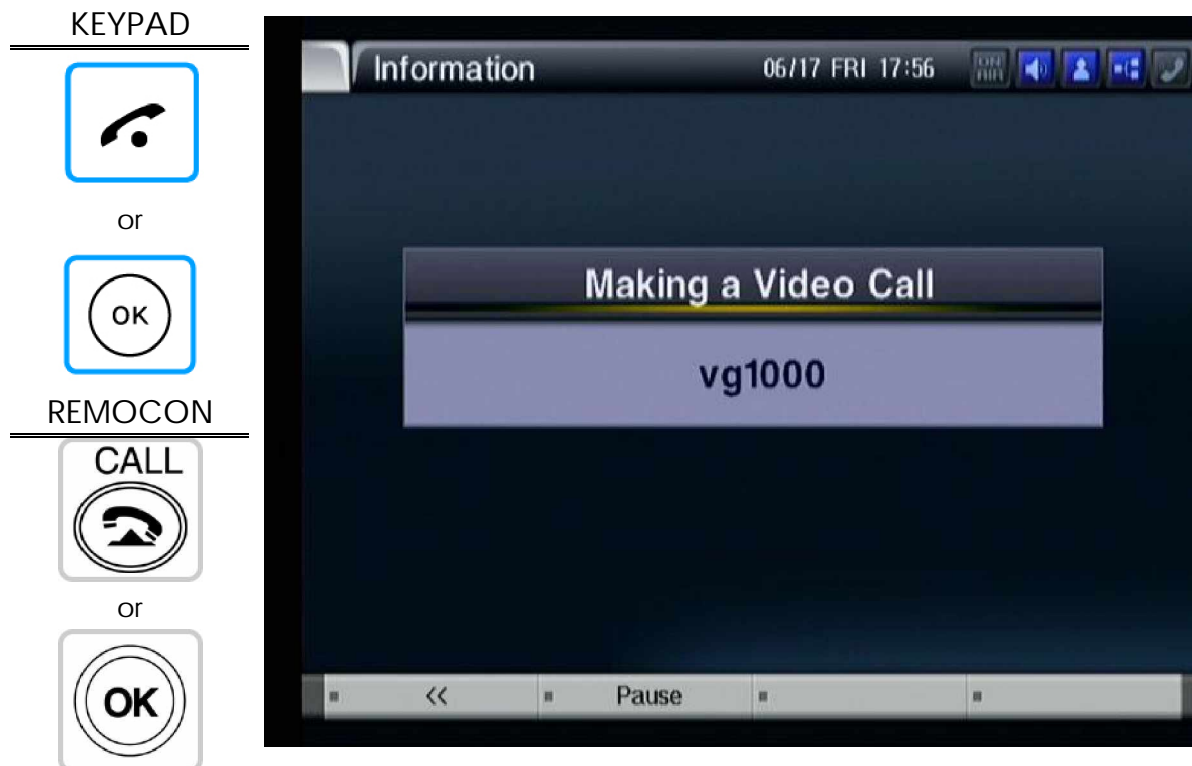 KEYPAD
or
OK
REMOCON
CALL
or
OK
Information 06/17 FRI 17:56
Making a Video Call
vg1000
<< Pause